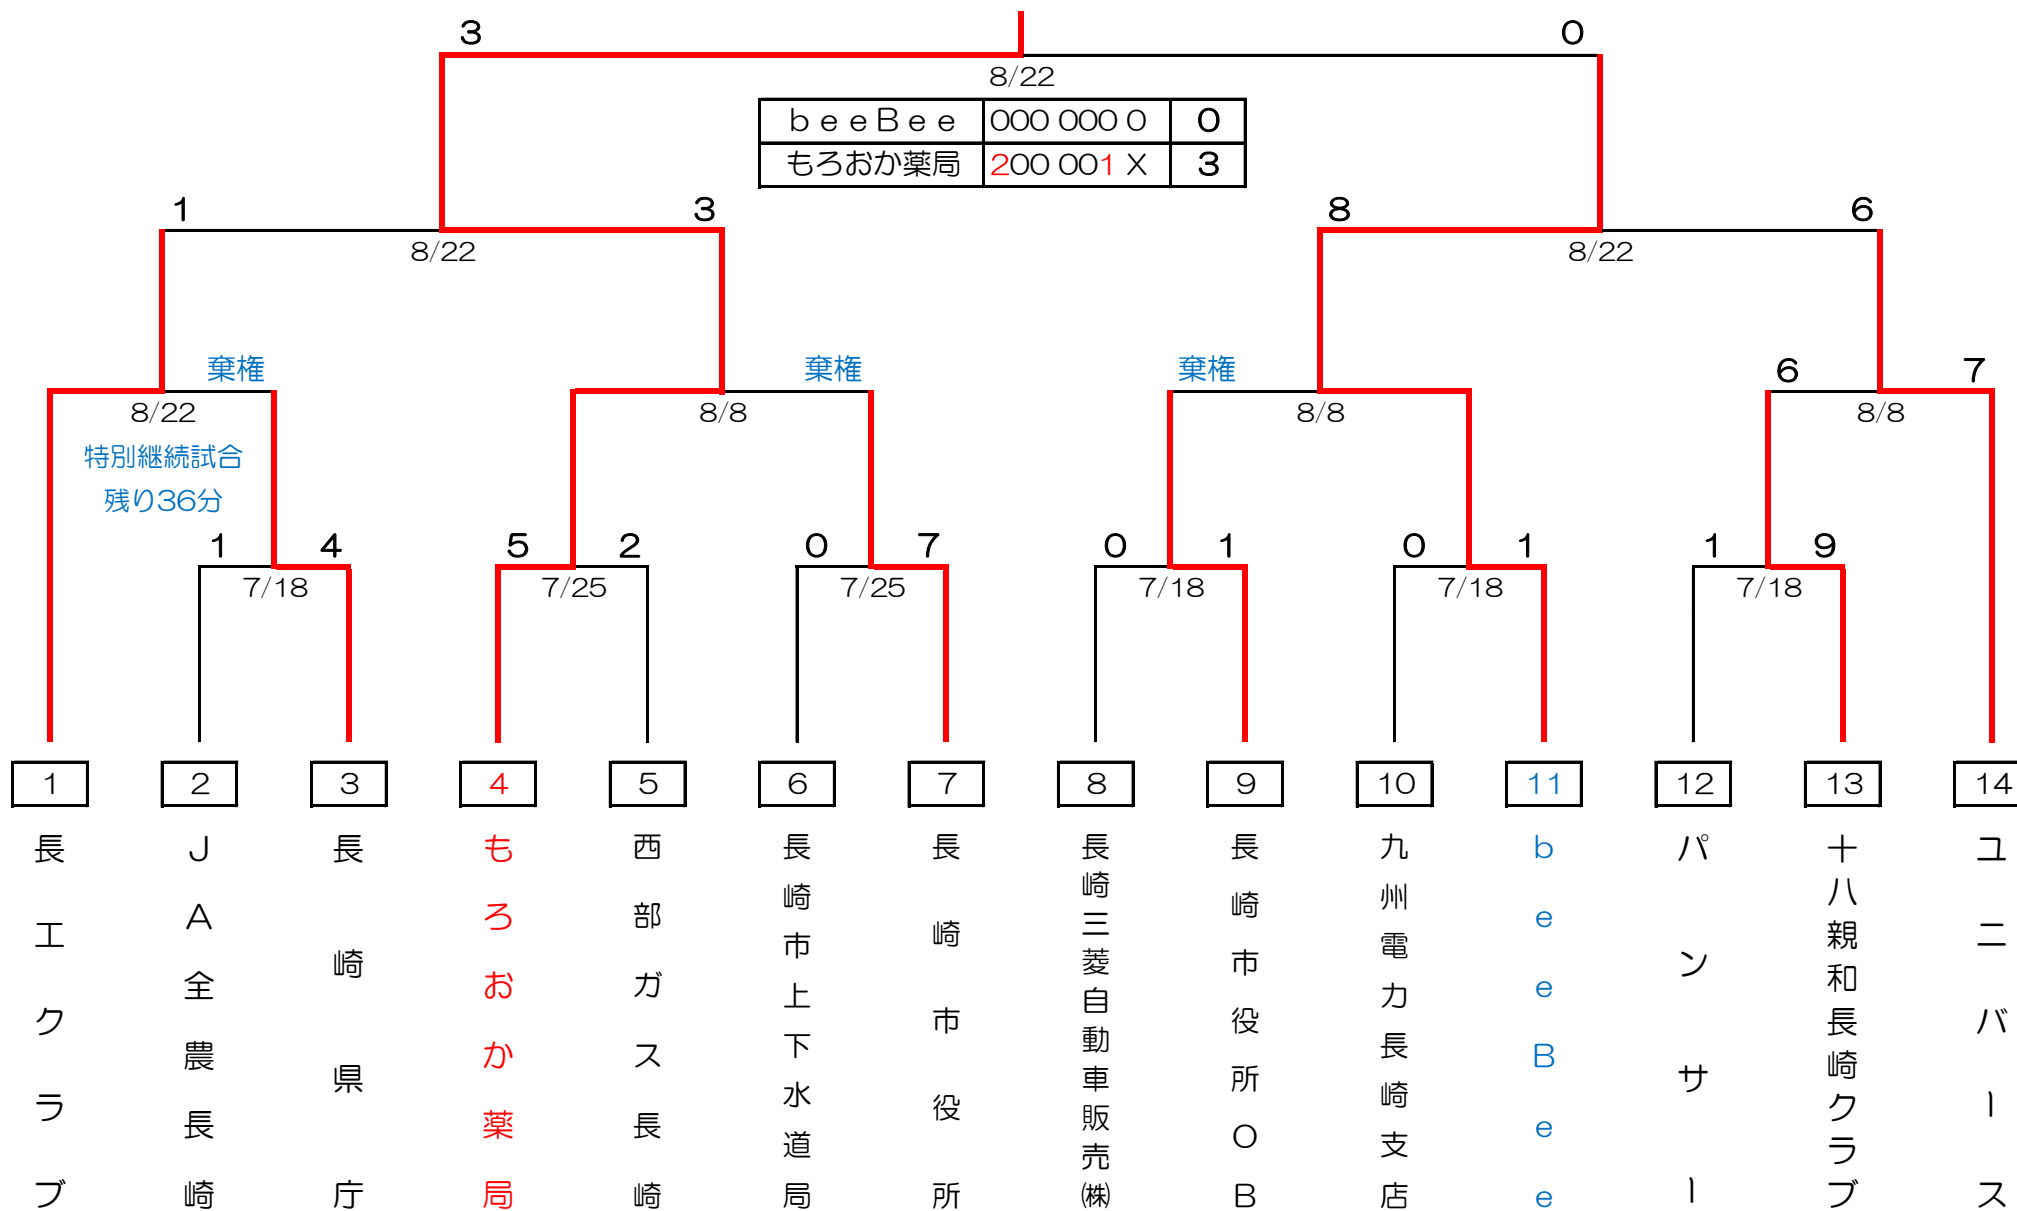 3 0
8/22
beeBee 000 000 0 0
もろおか薬局 200 001 X 3
1 3 8 6
8/22 8/22
棄権 棄権 棄権 6 7
8/22 8/8 8/8 8/8
特別継続試合
残り36分
1 4 5 2 0 7 0 1 0 1 1 9
7/18 7/25 7/25 7/18 7/18 7/18
1 2 3 4 5 6 7 8 9 10 11 12 13 14
長エクラブ
JA全農長崎
長崎県庁
もろおか薬局
西部ガス長崎
長崎市上下水道局
長崎市役所
長崎三菱自動車販売㈱
長崎市役所OB
九州電力長崎支店
beeBee
パンサー
十八親和長崎クラブ
ユニバース